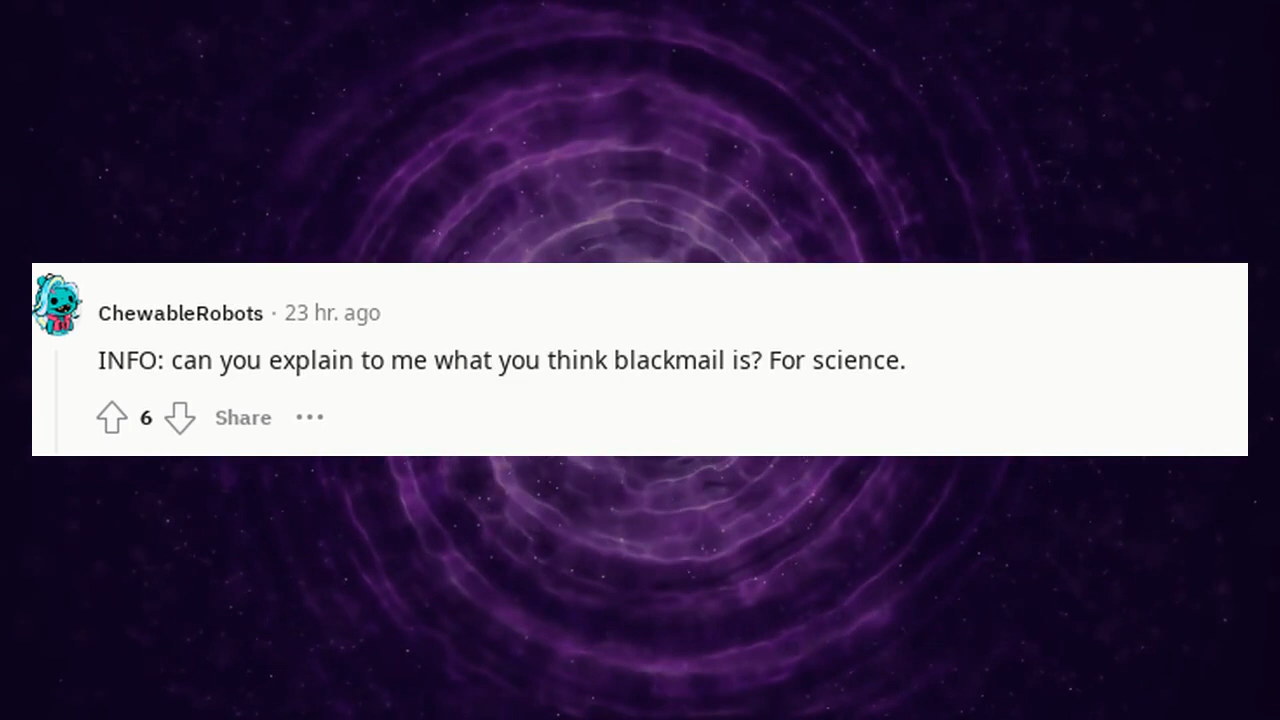 ChewableRobots · 23 hr. ago
INFO: can you explain to me what you think blackmail is? For science.
6 Share ···